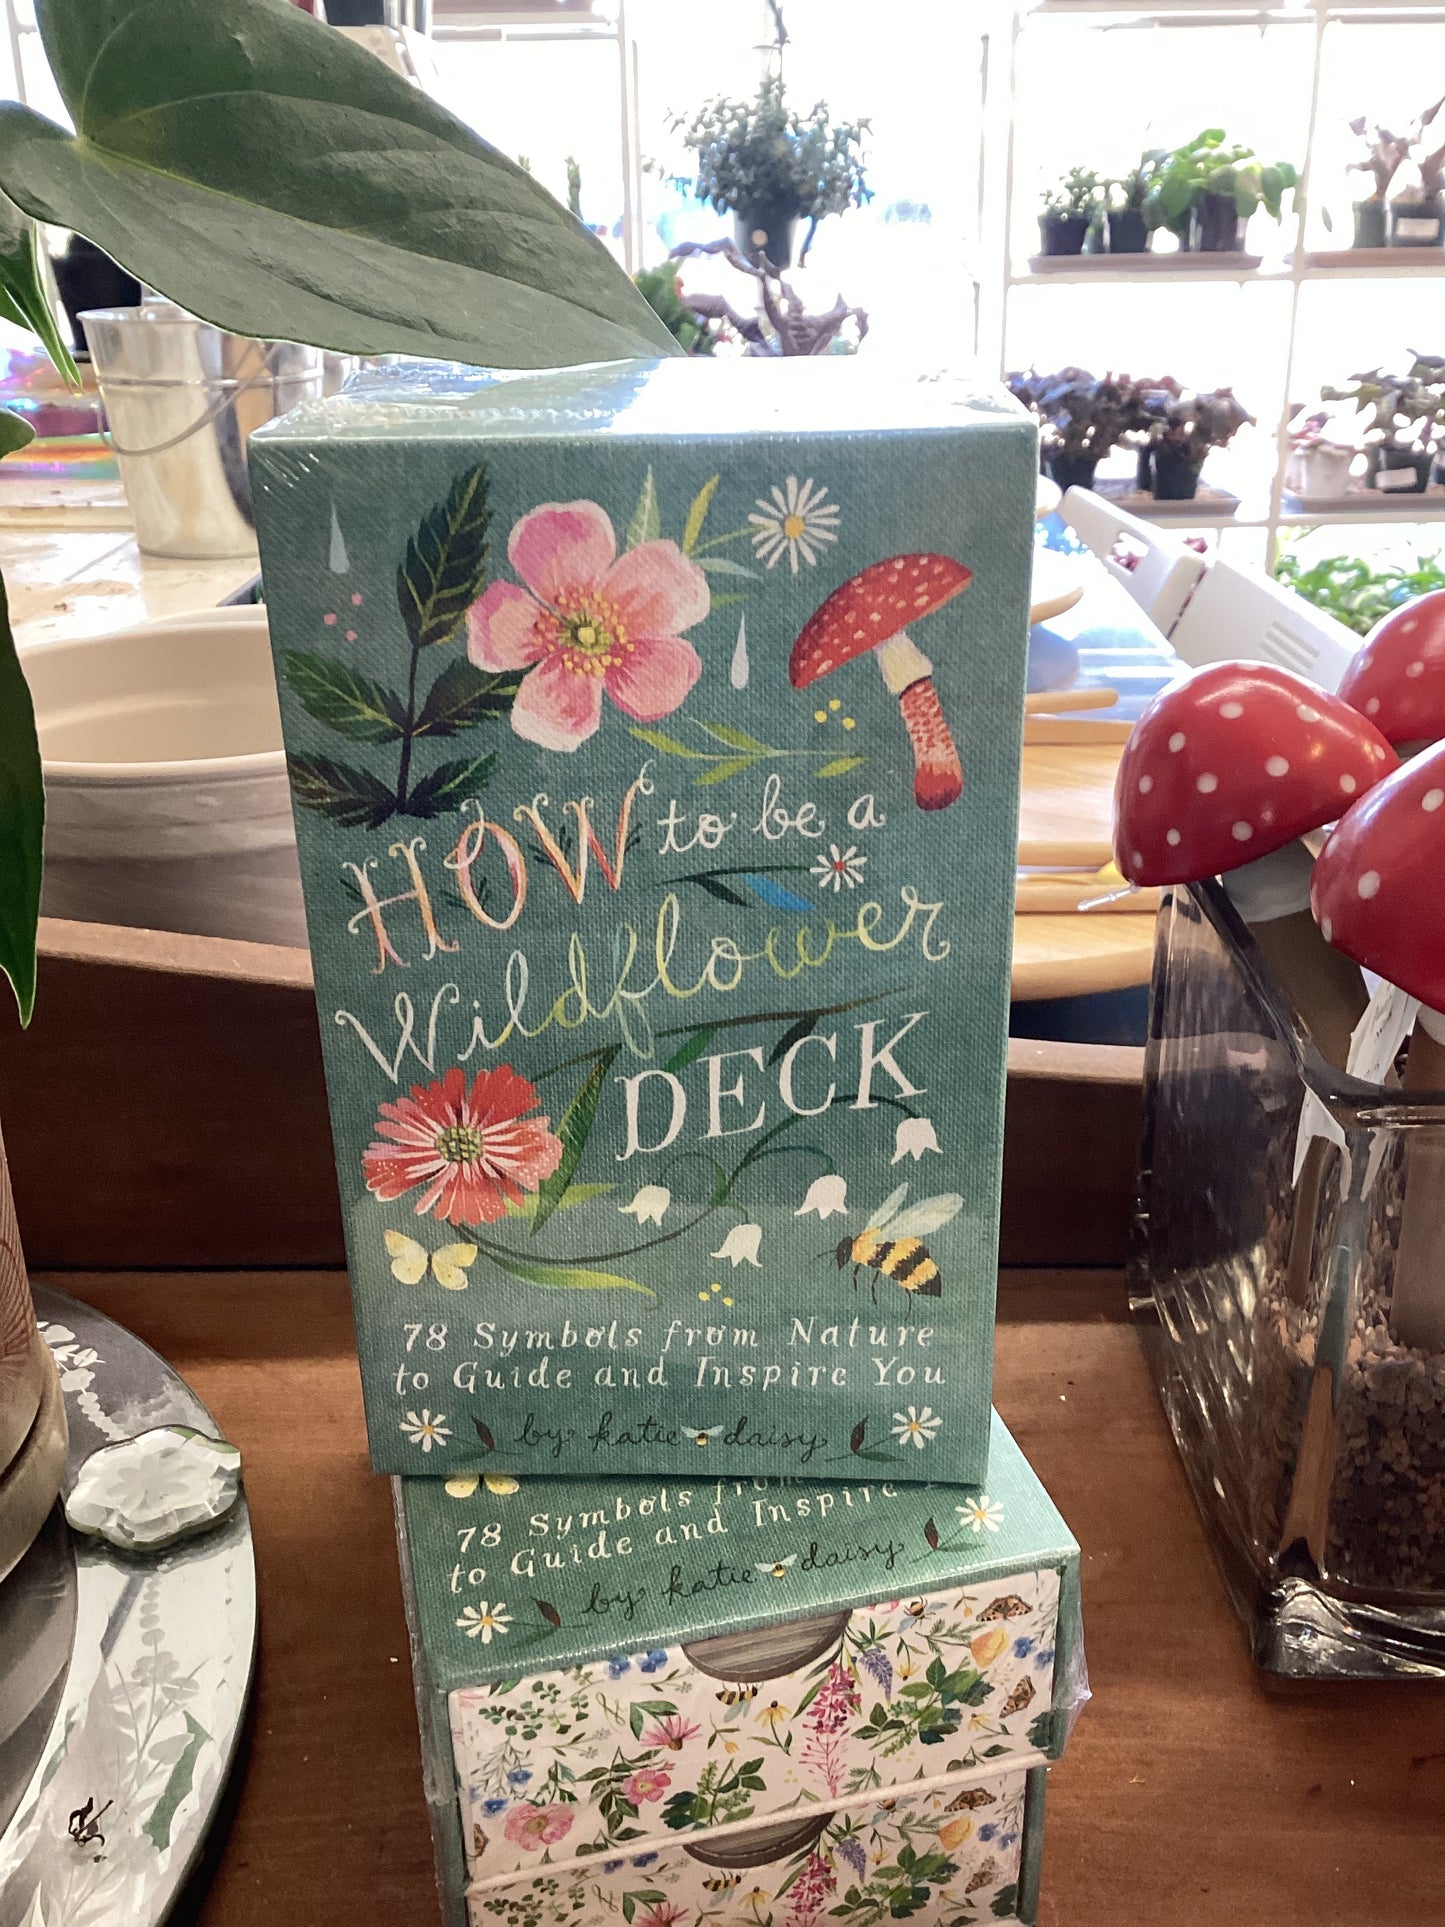 HOW to be a
Wildflower
DECK
78 Symbols from Nature
to Guide and Inspire You
by katie daisy
78 Symbols from
to Guide and Inspire
by katie daisy